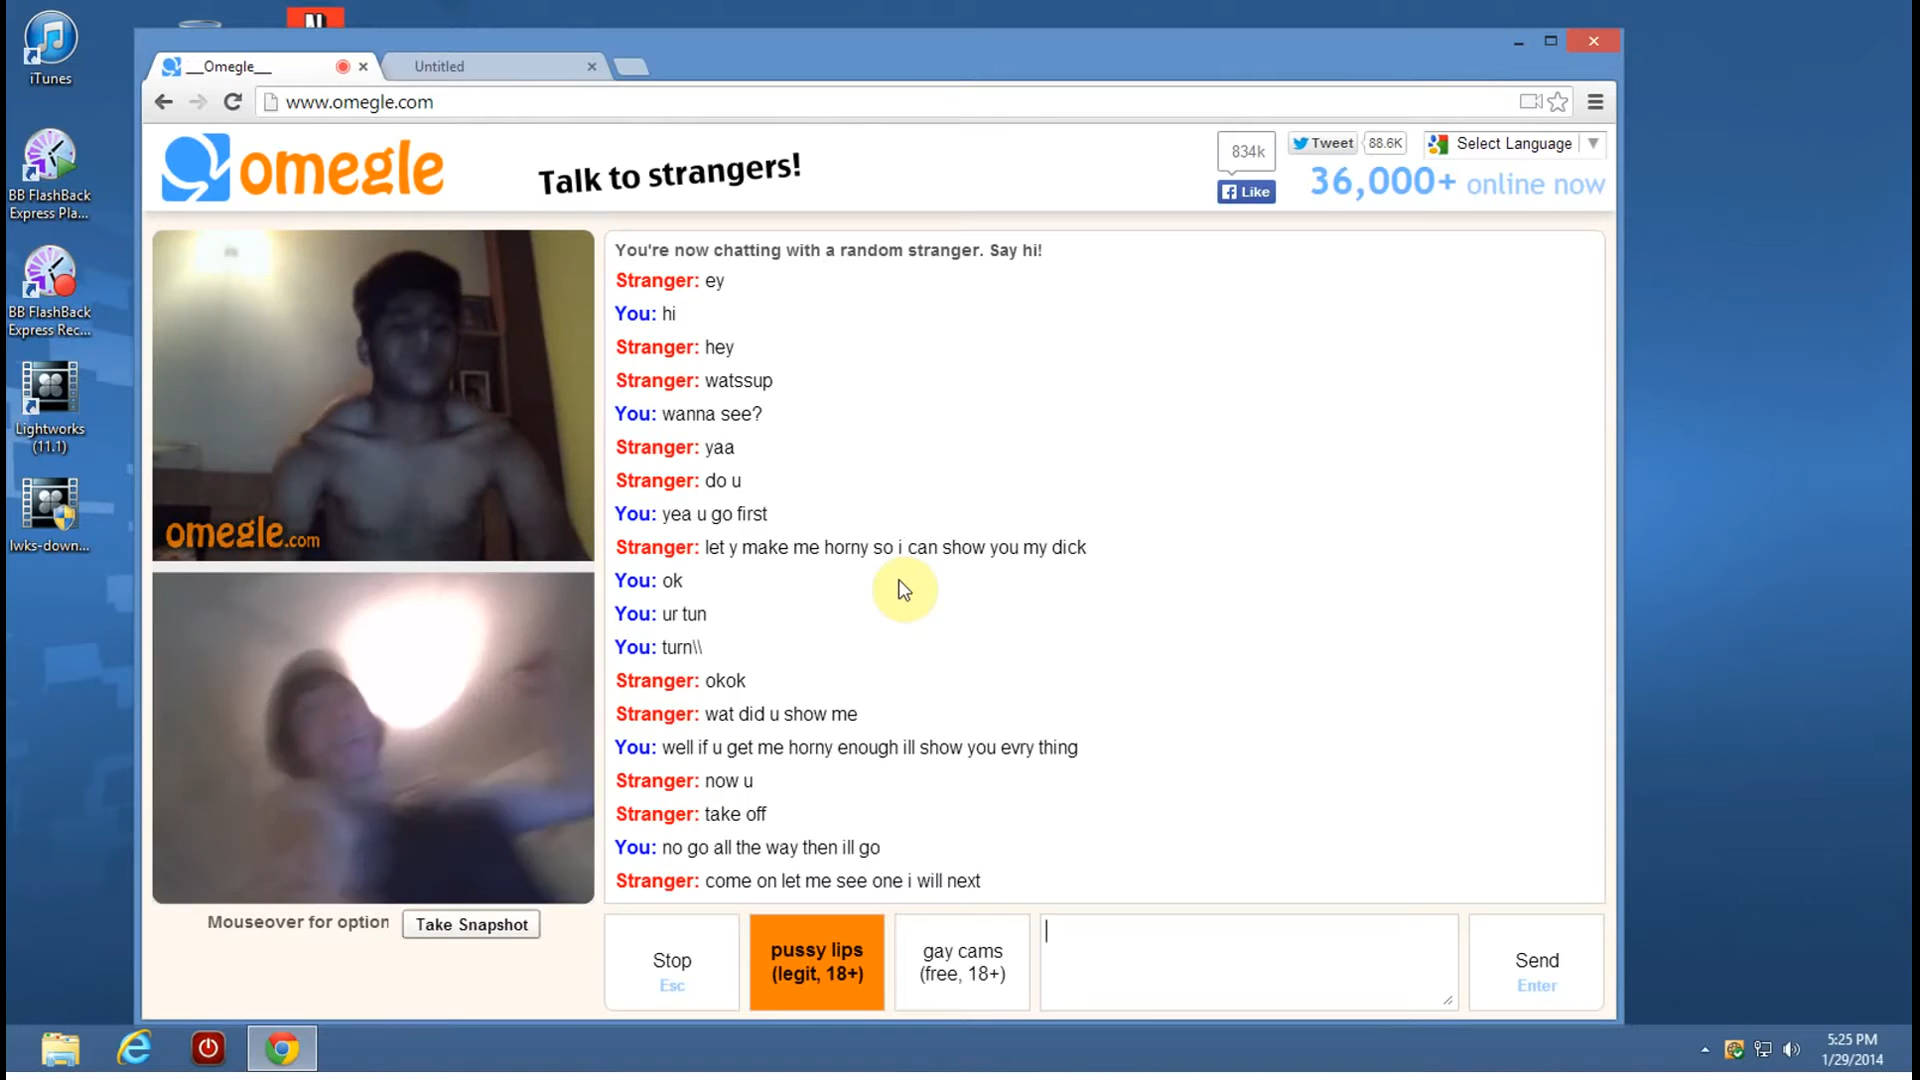 iTunes
BB FlashBack
Express Pla...
BB FlashBack
Express Rec...
Lightworks
(11.1)
lwks-down...
__Omegle__
Untitled
www.omegle.com
omegle
Talk to strangers!
834k
Like
Tweet
88.6K
Select Language
36,000+ online now
omegle.com
You're now chatting with a random stranger. Say hi!
Stranger: ey
You: hi
Stranger: hey
Stranger: watssup
You: wanna see?
Stranger: yaa
Stranger: do u
You: yea u go first
Stranger: let y make me horny so i can show you my dick
You: ok
You: ur tun
You: turn\\
Stranger: okok
Stranger: wat did u show me
You: well if u get me horny enough ill show you evry thing
Stranger: now u
Stranger: take off
You: no go all the way then ill go
Stranger: come on let me see one i will next
Mouseover for option
Take Snapshot
Stop
Esc
pussy lips
(legit, 18+)
gay cams
(free, 18+)
Send
Enter
5:25 PM
1/29/2014